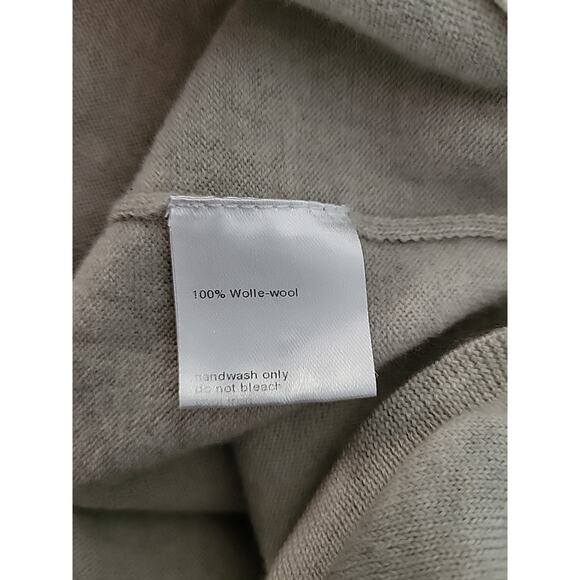 100% Wolle-wool
handwash only
do not bleach